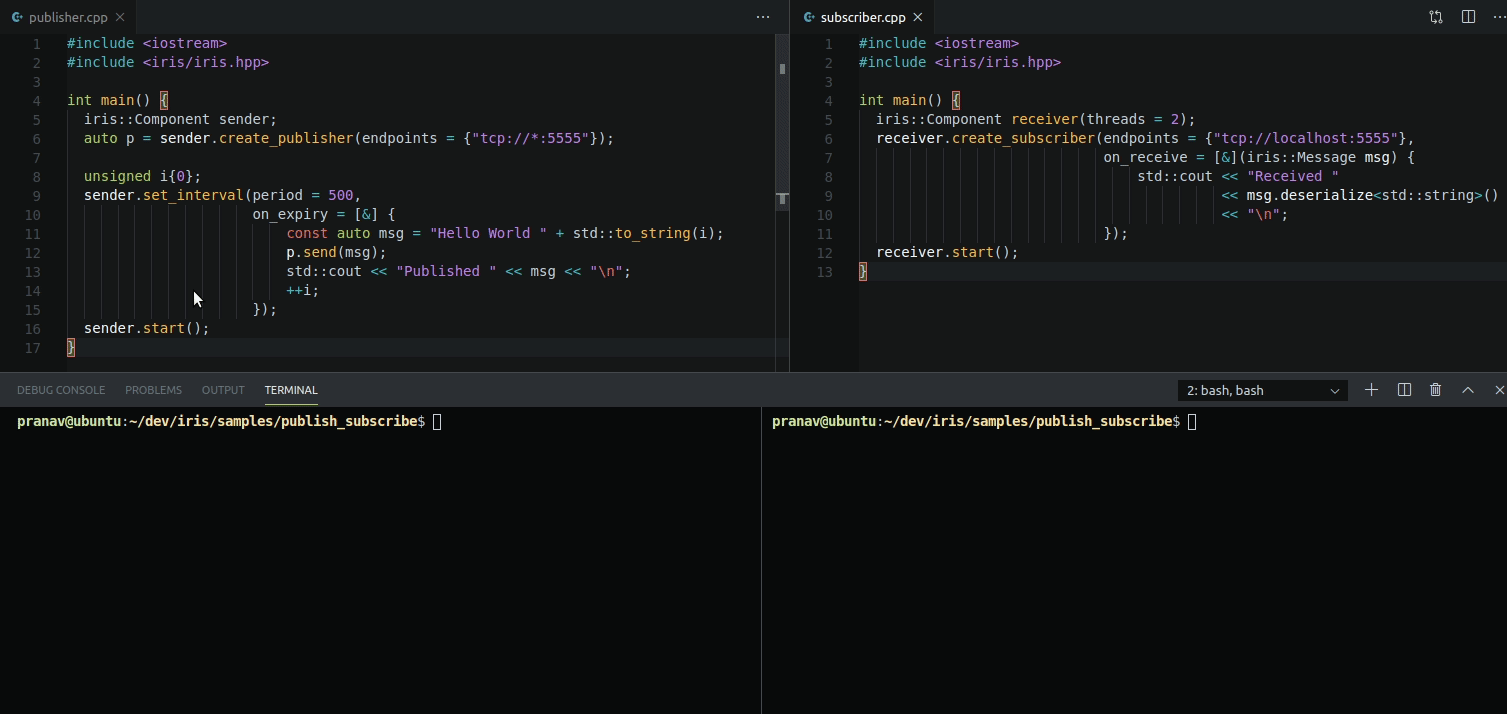 publisher.cpp
1 #include <iostream>
2 #include <iris/iris.hpp>
3
4 int main() {
5   iris::Component sender;
6   auto p = sender.create_publisher(endpoints = {"tcp://*:5555"});
7
8   unsigned i{0};
9   sender.set_interval(period = 500,
10                       on_expiry = [&] {
11                           const auto msg = "Hello World " + std::to_string(i);
12                           p.send(msg);
13                           std::cout << "Published " << msg << "\n";
14                           ++i;
15                       });
16   sender.start();
17 }
subscriber.cpp
1 #include <iostream>
2 #include <iris/iris.hpp>
3
4 int main() {
5   iris::Component receiver(threads = 2);
6   receiver.create_subscriber(endpoints = {"tcp://localhost:5555"},
7                              on_receive = [&](iris::Message msg) {
8                                  std::cout << "Received "
9                                            << msg.deserialize<std::string>()
10                                           << "\n";
11                             });
12   receiver.start();
13 }
DEBUG CONSOLE PROBLEMS OUTPUT TERMINAL
2: bash, bash
pranav@ubuntu:~/dev/iris/samples/publish_subscribe$
pranav@ubuntu:~/dev/iris/samples/publish_subscribe$